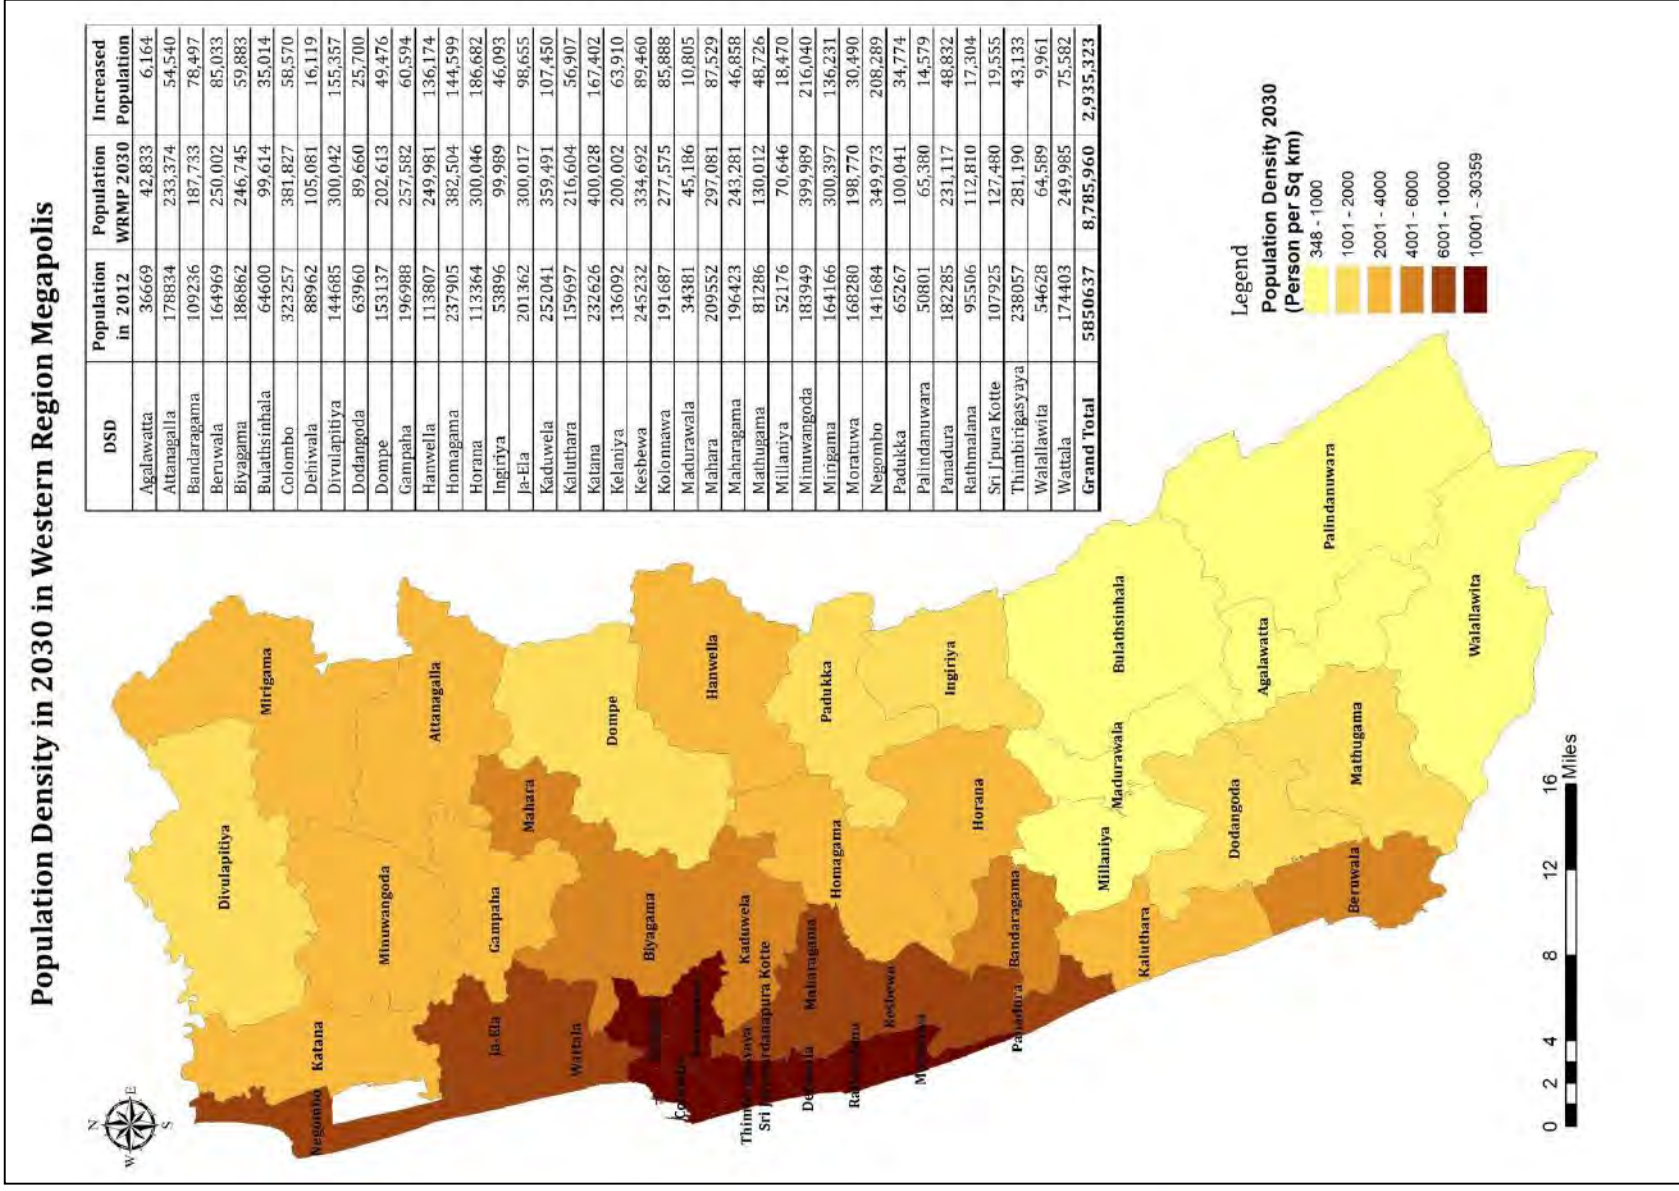 Population Density in 2030 in Western Region Megapolis
DSD Population in 2012 Population WRMP 2030 Increased Population
Agalawatta 36669 42,833 6,164
Attanagalla 178834 233,374 54,540
Bandaragama 109236 187,733 78,497
Beruwala 164969 250,002 85,033
Biyagama 186862 246,745 59,883
Bulathsinhala 64600 99,614 35,014
Colombo 323257 381,827 58,570
Dehiwala 88962 105,081 16,119
Divulapitiya 144685 300,042 155,357
Dodangoda 63960 89,660 25,700
Dompe 153137 202,613 49,476
Gampaha 196988 257,582 60,594
Hanwella 113807 249,981 136,174
Homagama 237905 382,504 144,599
Horana 113364 300,046 186,682
Ingiriya 53896 99,989 46,093
Ja-Ela 201362 300,017 98,655
Kaduwela 252041 359,491 107,450
Kaluthara 159697 216,604 56,907
Katana 232626 400,028 167,402
Kelaniya 136092 200,002 63,910
Kesbewa 245232 334,692 89,460
Kolonnawa 191687 277,575 85,888
Madurawala 34381 45,186 10,805
Mahara 209552 297,081 87,529
Maharagama 196423 243,281 46,858
Mathugama 81286 130,012 48,726
Millaniya 52176 70,646 18,470
Minuwangoda 183949 399,989 216,040
Mirigama 164166 300,397 136,231
Moratuwa 168280 198,770 30,490
Negombo 141684 349,973 208,289
Padukka 65267 100,041 34,774
Palindanuwara 50801 65,380 14,579
Panadura 182285 231,117 48,832
Rathmalana 95506 112,810 17,304
Sri J'pura Kotte 107925 127,480 19,555
Thimbirigasyaya 238057 281,190 43,133
Walallawita 54628 64,589 9,961
Wattala 174403 249,985 75,582
Grand Total 5850637 8,785,960 2,935,323
N
W E
S
Mirigama
Divulapitiya
Katana
Negombo
Minuwangoda
Attanagalla
Gampaha
Ja-Ela
Mahara
Wattala
Dompe
Biyagama
Hanwella
Kaduwela
Sri Jayawardanapura Kotte
Padukka
Homagama
Maharagama
Kesbewa
Ingiriya
Horana
Bandaragama
Panadura
Bulathsinhala
Madurawala
Millaniya
Kaluthara
Agalawatta
Dodangoda
Palindanuwara
Mathugama
Beruwala
Walallawita
Legend
Population Density 2030
(Person per Sq km)
348 - 1000
1001 - 2000
2001 - 4000
4001 - 6000
6001 - 10000
10001 - 30359
0 2 4 8 12 16
Miles